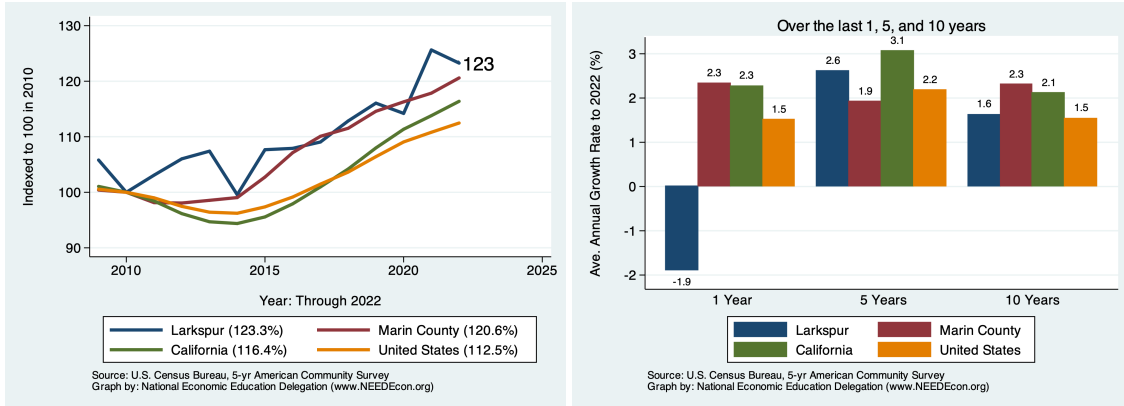 Indexed to 100 in 2010
130
120
110
100
90
123
2010 2015 2020 2025
Year: Through 2022
Larkspur (123.3%) Marin County (120.6%)
California (116.4%) United States (112.5%)
Source: U.S. Census Bureau, 5-yr American Community Survey
Graph by: National Economic Education Delegation (www.NEEDEcon.org)
Over the last 1, 5, and 10 years
Ave. Annual Growth Rate to 2022 (%)
3
2
1
0
-1
-2
-1.9 2.3 2.3 1.5
2.6 1.9 3.1 2.2
1.6 2.3 2.1 1.5
1 Year 5 Years 10 Years
Larkspur Marin County
California United States
Source: U.S. Census Bureau, 5-yr American Community Survey
Graph by: National Economic Education Delegation (www.NEEDEcon.org)